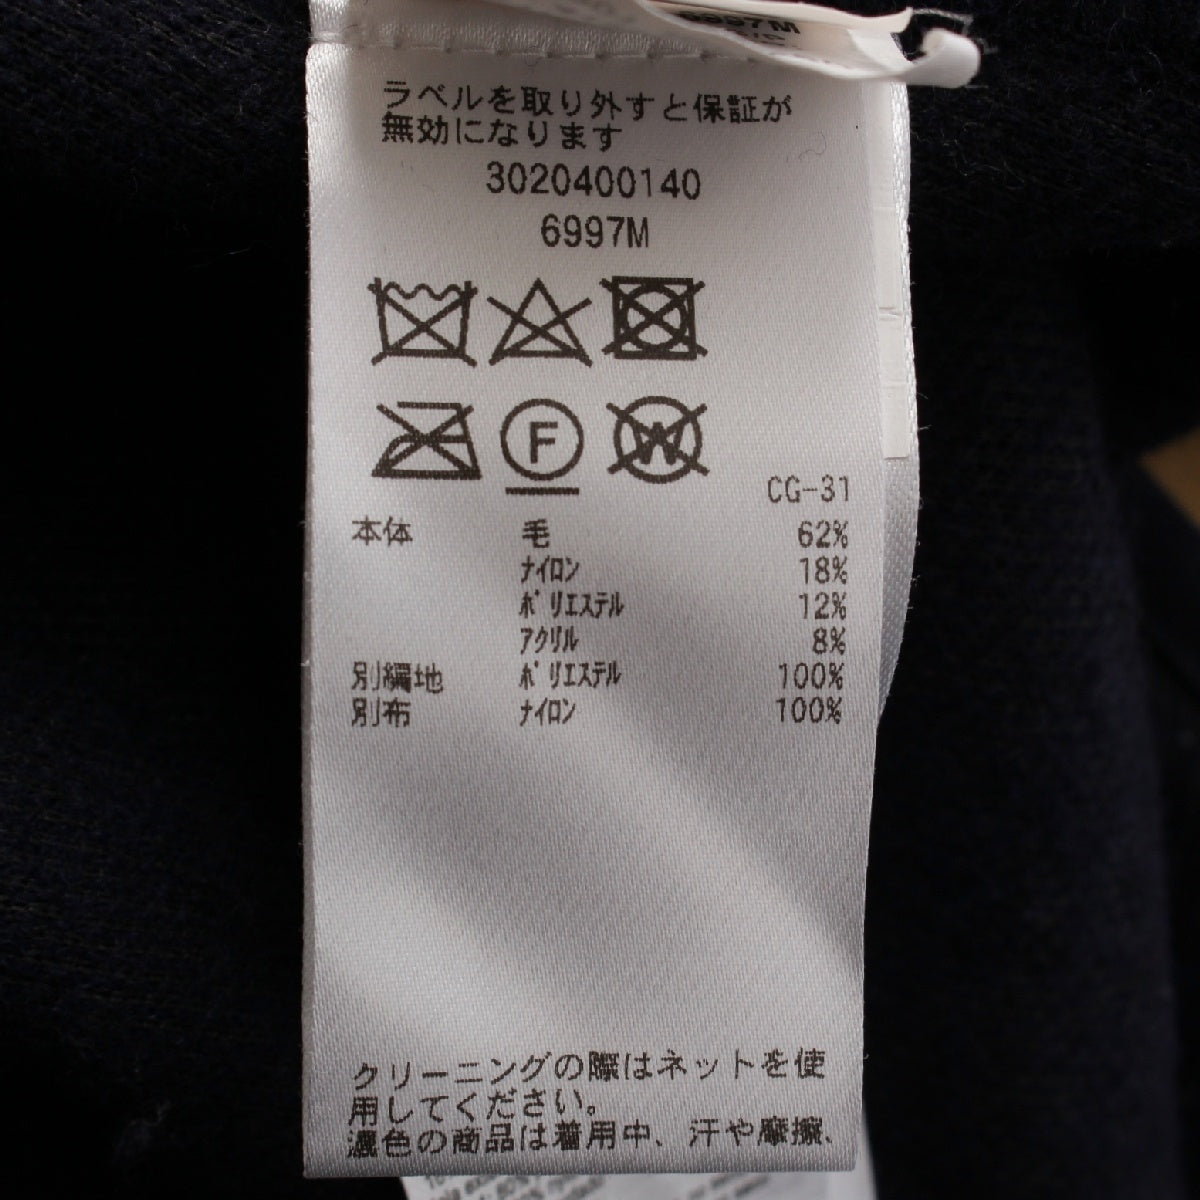 6997M
ラベルを取り外すと保証が
無効になります
3020400140
6997M
F
W
CG-31
本体 毛 62%
ナイロン 18%
ポリエステル 12%
アクリル 8%
別編地 ポリエステル 100%
別布 ナイロン 100%
クリーニングの際はネットを使
用してください。
濃色の商品は着用中、汗や摩擦、